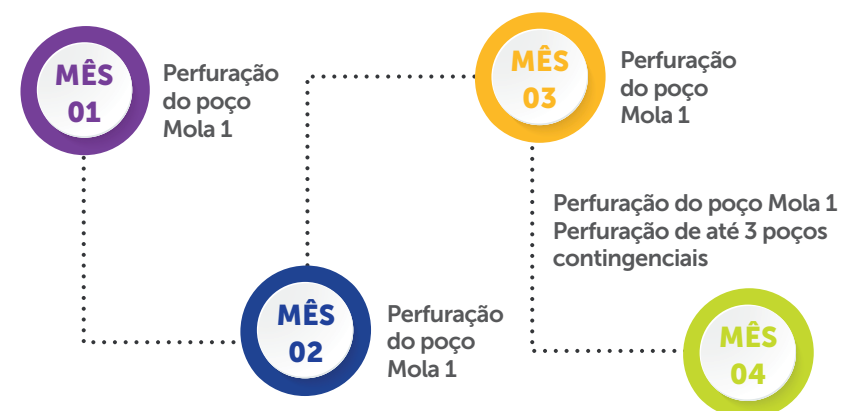 MÊS
01
Perfuração
do poço
Mola 1
MÊS
02
Perfuração
do poço
Mola 1
MÊS
03
Perfuração
do poço
Mola 1
Perfuração do poço Mola 1
Perfuração de até 3 poços
contingenciais
MÊS
04